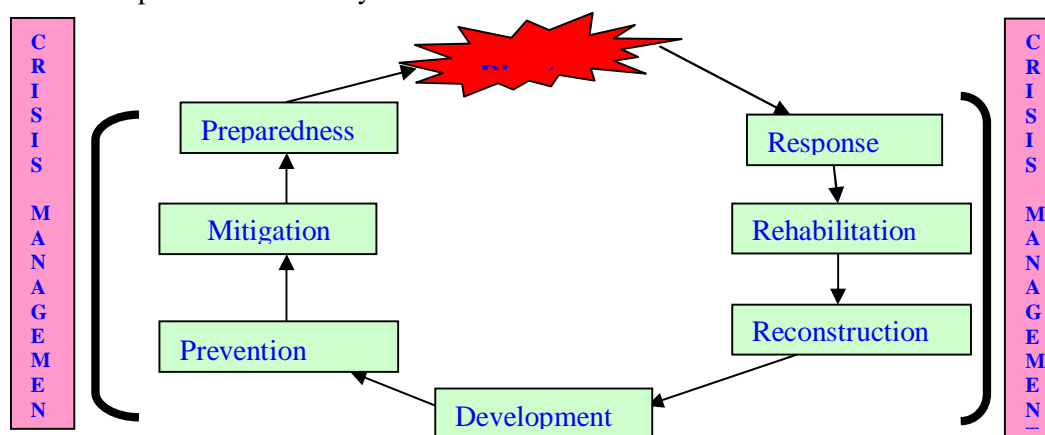 CRISIS MANAGEMEN
Preparedness
Mitigation
Prevention
Response
Rehabilitation
Reconstruction
Development
CRISIS MANAGEMEN